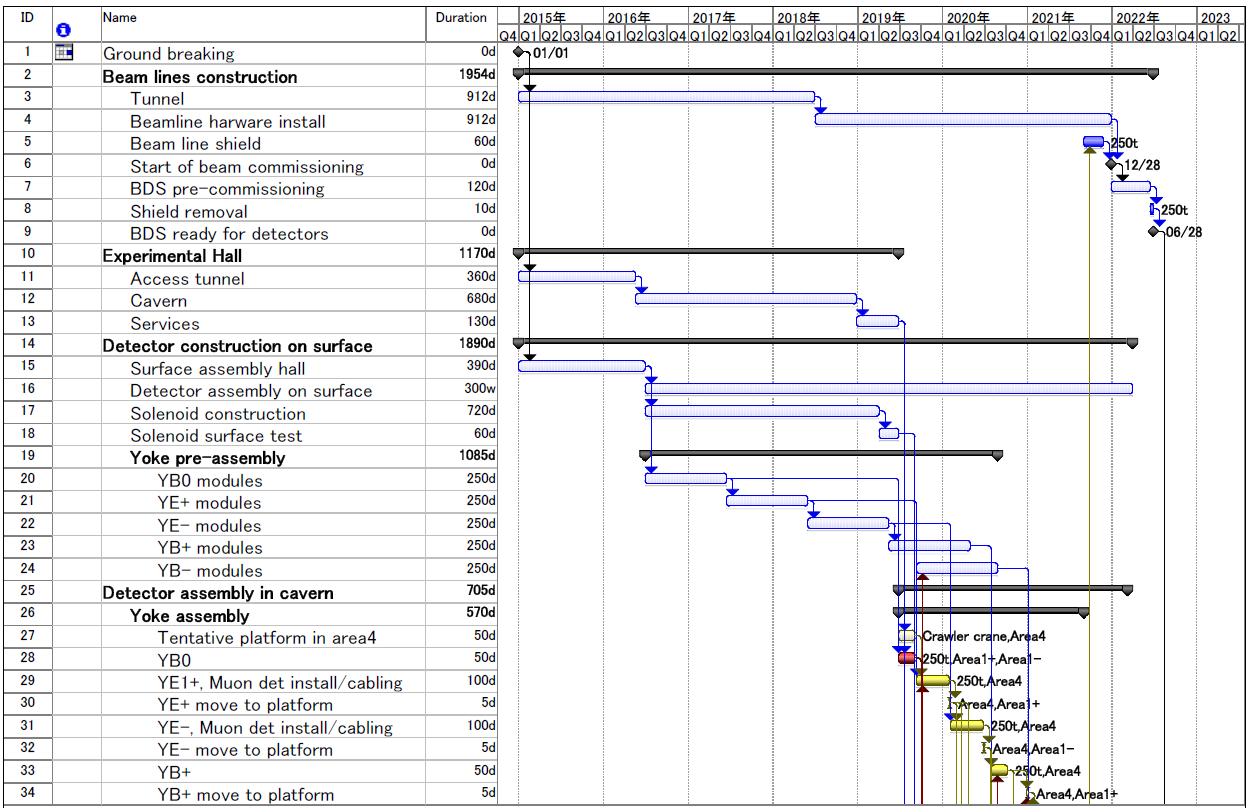 ID Name Duration 2015年 2016年 2017年 2018年 2019年 2020年 2021年 2022年 2023
Q4 Q1 Q2 Q3 Q4 Q1 Q2 Q3 Q4 Q1 Q2 Q3 Q4 Q1 Q2 Q3 Q4 Q1 Q2 Q3 Q4 Q1 Q2 Q3 Q4 Q1 Q2 Q3 Q4 Q1 Q2 Q3 Q4 Q1 Q2
1 Ground breaking 0d 01/01
2 Beam lines construction 1954d
3 Tunnel 912d
4 Beamline harware install 912d
5 Beam line shield 60d 250t
6 Start of beam commissioning 0d 12/28
7 BDS pre-commissioning 120d
8 Shield removal 10d 250t
9 BDS ready for detectors 0d 06/28
10 Experimental Hall 1170d
11 Access tunnel 360d
12 Cavern 680d
13 Services 130d
14 Detector construction on surface 1890d
15 Surface assembly hall 390d
16 Detector assembly on surface 300w
17 Solenoid construction 720d
18 Solenoid surface test 60d
19 Yoke pre-assembly 1085d
20 YB0 modules 250d
21 YE+ modules 250d
22 YE- modules 250d
23 YB+ modules 250d
24 YB- modules 250d
25 Detector assembly in cavern 705d
26 Yoke assembly 570d
27 Tentative platform in area4 50d Crawler crane,Area4
28 YB0 50d 250t,Area1+,Area1-
29 YE1+, Muon det install/cabling 100d 250t,Area4
30 YE+ move to platform 5d Area4,Area1+
31 YE-, Muon det install/cabling 100d 250t,Area4
32 YE- move to platform 5d Area4,Area1-
33 YB+ 50d 250t,Area4
34 YB+ move to platform 5d Area4,Area1+